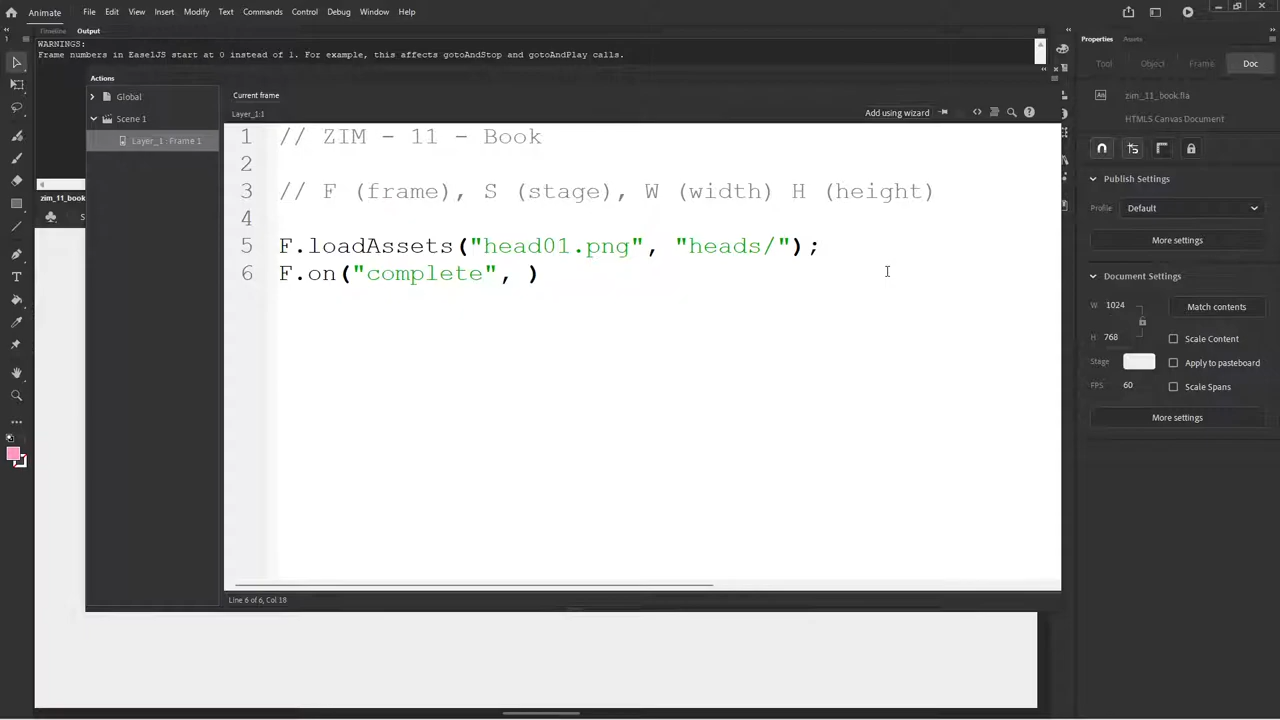 Animate File Edit View Insert Modify Text Commands Control Debug Window Help
Timeline Output
WARNINGS:
Frame numbers in EaselJS start at 0 instead of 1. For example, this affects gotoAndStop and gotoAndPlay calls.
Actions
Global
Scene 1
Layer_1 : Frame 1
zim_11_book
S
Current frame
Layer_1:1
Add using wizard
1 // ZIM - 11 - Book
2
3 // F (frame), S (stage), W (width) H (height)
4
5 F.loadAssets("head01.png", "heads/");
6 F.on("complete", )
Line 6 of 6, Col 18
Properties Assets
Tool Object Frame Doc
An zim_11_book.fla
HTML5 Canvas Document
Publish Settings
Profile Default
More settings
Document Settings
W 1024 Match contents
H 768 Scale Content
Stage Apply to pasteboard
FPS 60 Scale Spans
More settings